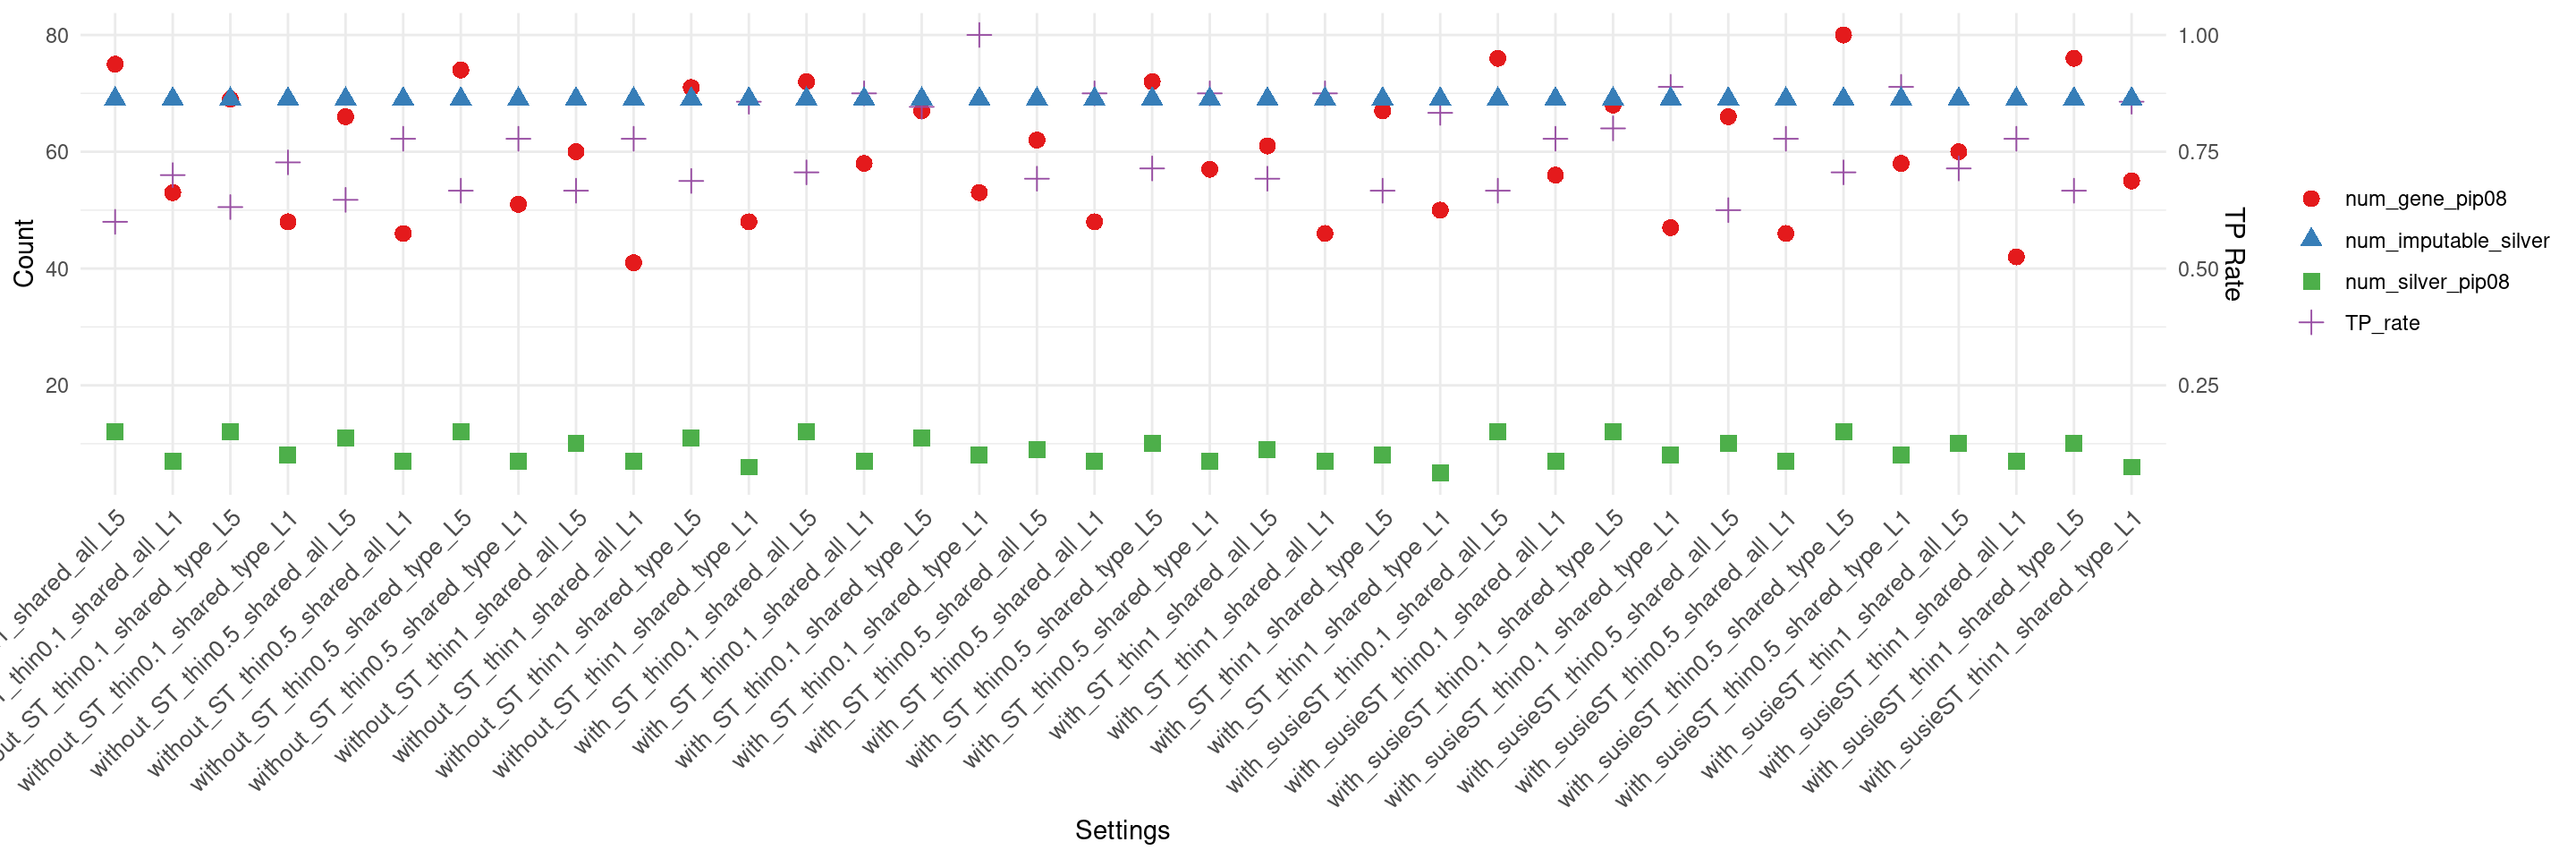 80
60
40
20
Count
1.00
0.75
0.50
0.25
TP Rate
num_gene_pip08
num_imputable_silver
num_silver_pip08
TP_rate
1_shared_all_L5
T_thin0.1_shared_all_L1
out_ST_thin0.1_shared_type_L5
without_ST_thin0.1_shared_type_L1
without_ST_thin0.5_shared_all_L5
without_ST_thin0.5_shared_all_L1
without_ST_thin0.5_shared_type_L5
without_ST_thin0.5_shared_type_L1
without_ST_thin1_shared_all_L5
without_ST_thin1_shared_all_L1
without_ST_thin1_shared_type_L5
without_ST_thin1_shared_type_L1
with_ST_thin0.1_shared_all_L5
with_ST_thin0.1_shared_all_L1
with_ST_thin0.1_shared_type_L5
with_ST_thin0.1_shared_type_L1
with_ST_thin0.5_shared_all_L5
with_ST_thin0.5_shared_all_L1
with_ST_thin0.5_shared_type_L5
with_ST_thin0.5_shared_type_L1
with_ST_thin1_shared_all_L5
with_ST_thin1_shared_all_L1
with_ST_thin1_shared_type_L5
with_ST_thin1_shared_type_L1
with_susieST_thin0.1_shared_all_L5
with_susieST_thin0.1_shared_all_L1
with_susieST_thin0.1_shared_type_L5
with_susieST_thin0.1_shared_type_L1
with_susieST_thin0.5_shared_all_L5
with_susieST_thin0.5_shared_all_L1
with_susieST_thin0.5_shared_type_L5
with_susieST_thin0.5_shared_type_L1
with_susieST_thin1_shared_all_L5
with_susieST_thin1_shared_all_L1
with_susieST_thin1_shared_type_L5
with_susieST_thin1_shared_type_L1
Settings